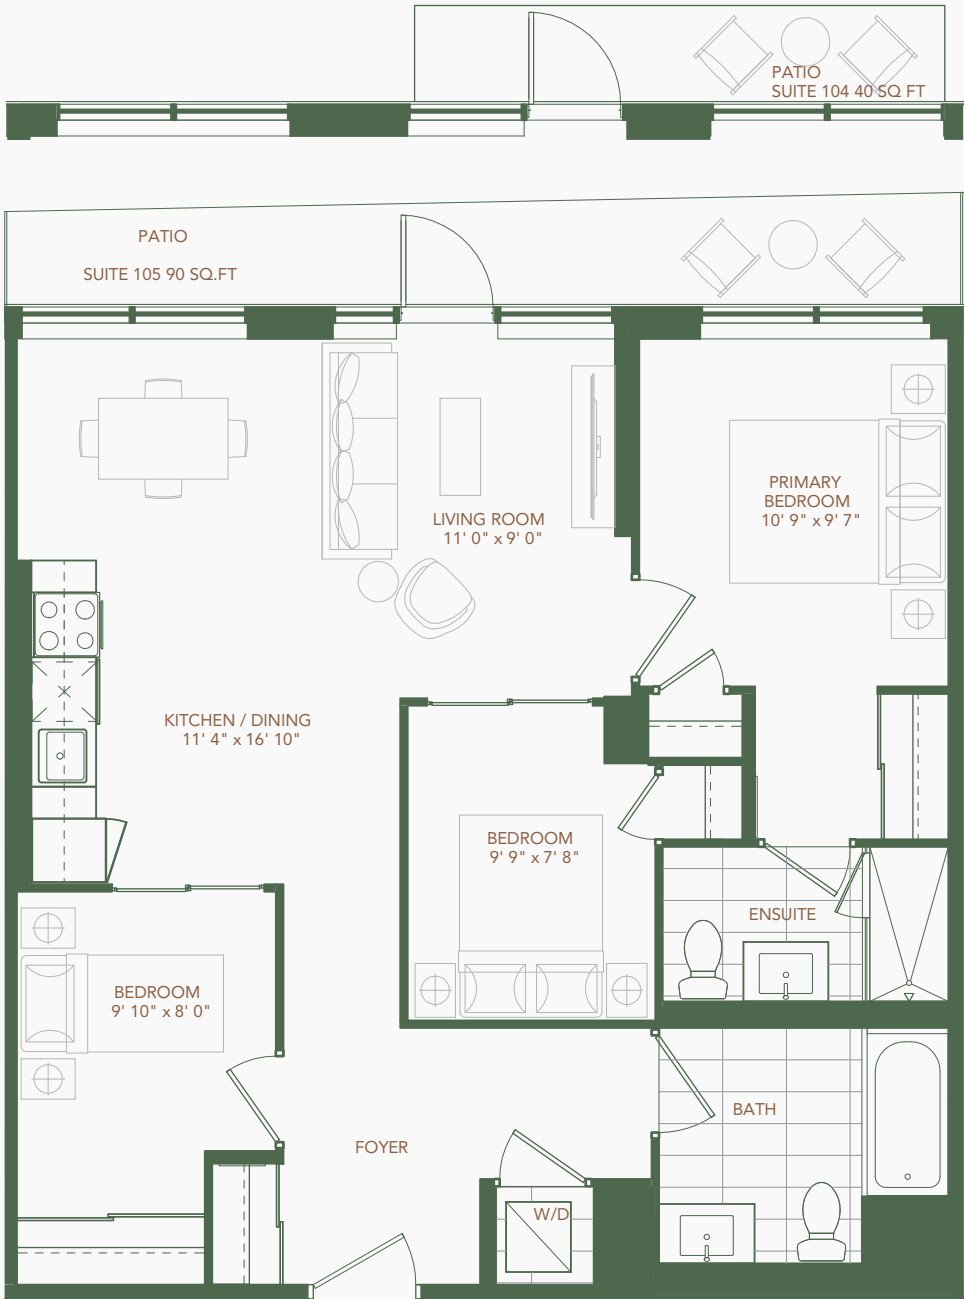 PATIO
SUITE 104 40 SQ FT
PATIO
SUITE 105 90 SQ.FT
LIVING ROOM
11' 0" x 9' 0"
PRIMARY
BEDROOM
10' 9" x 9' 7"
KITCHEN / DINING
11' 4" x 16' 10"
BEDROOM
9' 9" x 7' 8"
ENSUITE
BEDROOM
9' 10" x 8' 0"
BATH
FOYER
W/D